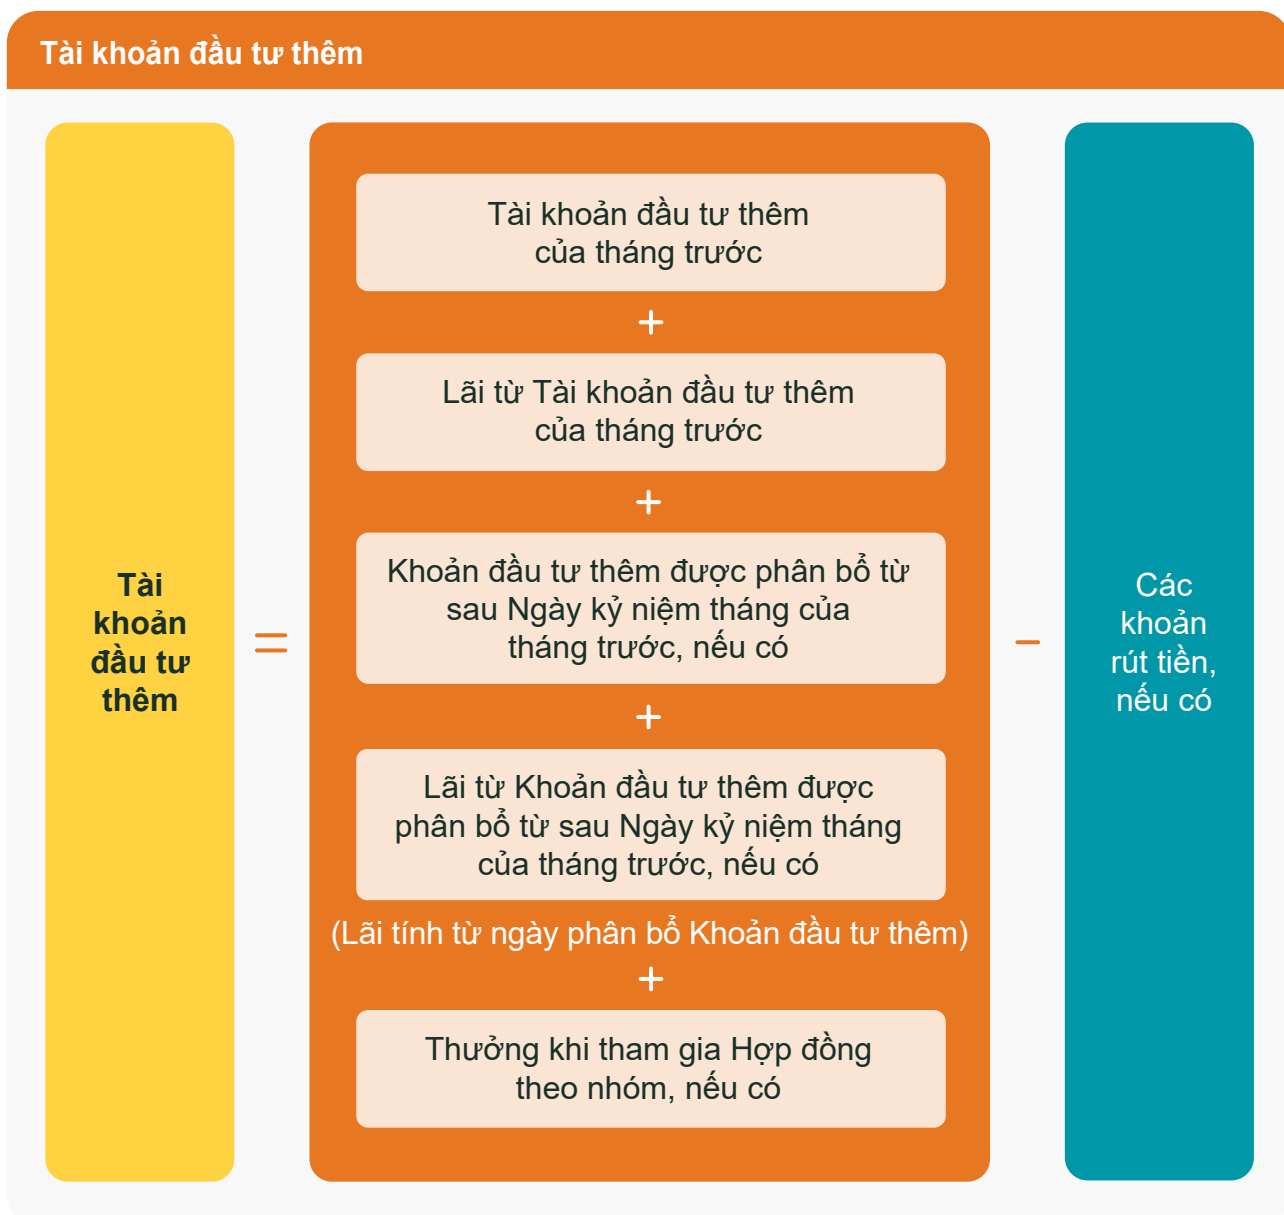 Tài khoản đầu tư thêm
Tài
khoản
đầu tư
thêm
=
Tài khoản đầu tư thêm
của tháng trước
+
Lãi từ Tài khoản đầu tư thêm
của tháng trước
+
Khoản đầu tư thêm được phân bổ từ
sau Ngày kỷ niệm tháng của
tháng trước, nếu có
+
Lãi từ Khoản đầu tư thêm được
phân bổ từ sau Ngày kỷ niệm tháng
của tháng trước, nếu có
(Lãi tính từ ngày phân bổ Khoản đầu tư thêm)
+
Thưởng khi tham gia Hợp đồng
theo nhóm, nếu có
−
Các
khoản
rút tiền,
nếu có